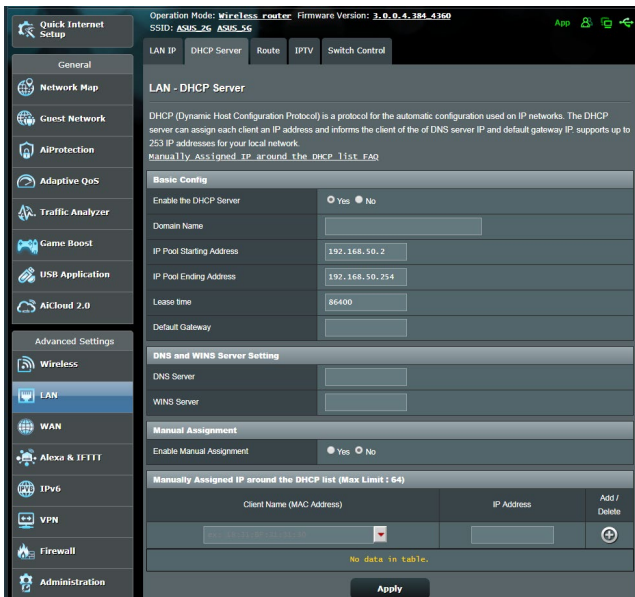 Quick Internet
Setup
Operation Mode: Wireless router Firmware Version: 3.0.0.4.384_4360
SSID: ASUS_2G ASUS_5G
App
LAN IP DHCP Server Route IPTV Switch Control
General
Network Map
Guest Network
AiProtection
Adaptive QoS
Traffic Analyzer
Game Boost
USB Application
AiCloud 2.0
Advanced Settings
Wireless
LAN
WAN
Alexa & IFTTT
IPv6
VPN
Firewall
Administration
LAN - DHCP Server
DHCP (Dynamic Host Configuration Protocol) is a protocol for the automatic configuration used on IP networks. The DHCP
server can assign each client an IP address and informs the client of the of DNS server IP and default gateway IP. supports up to
253 IP addresses for your local network.
Manually Assigned IP around the DHCP list FAQ
Basic Config
Enable the DHCP Server Yes No
Domain Name
IP Pool Starting Address 192.168.50.2
IP Pool Ending Address 192.168.50.254
Lease time 86400
Default Gateway
DNS and WINS Server Setting
DNS Server
WINS Server
Manual Assignment
Enable Manual Assignment Yes No
Manually Assigned IP around the DHCP list (Max Limit : 64)
Client Name (MAC Address) IP Address Add /
Delete
No data in table.
Apply